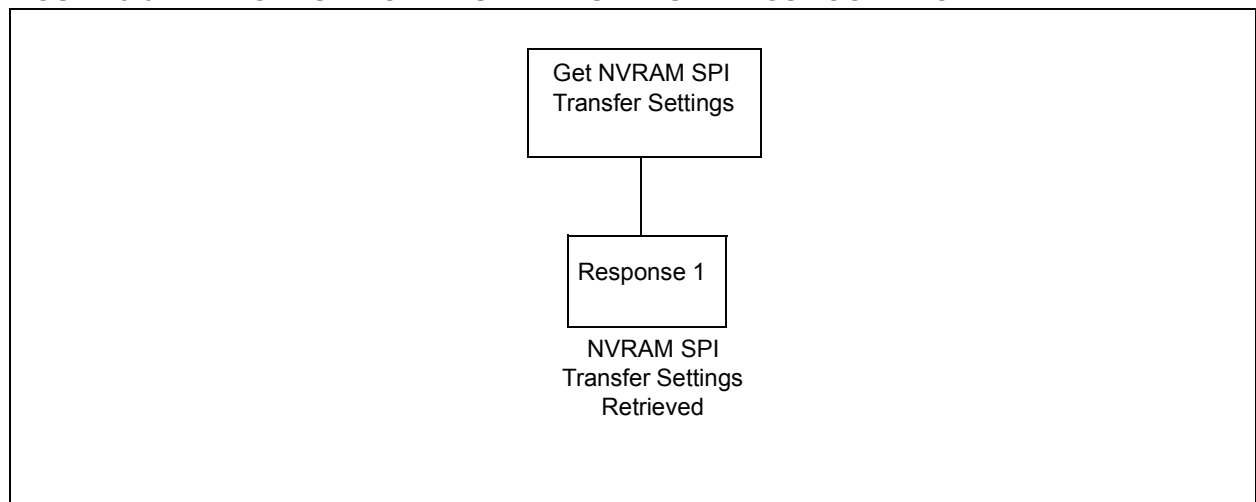 Get NVRAM SPI
Transfer Settings
Response 1
NVRAM SPI
Transfer Settings
Retrieved